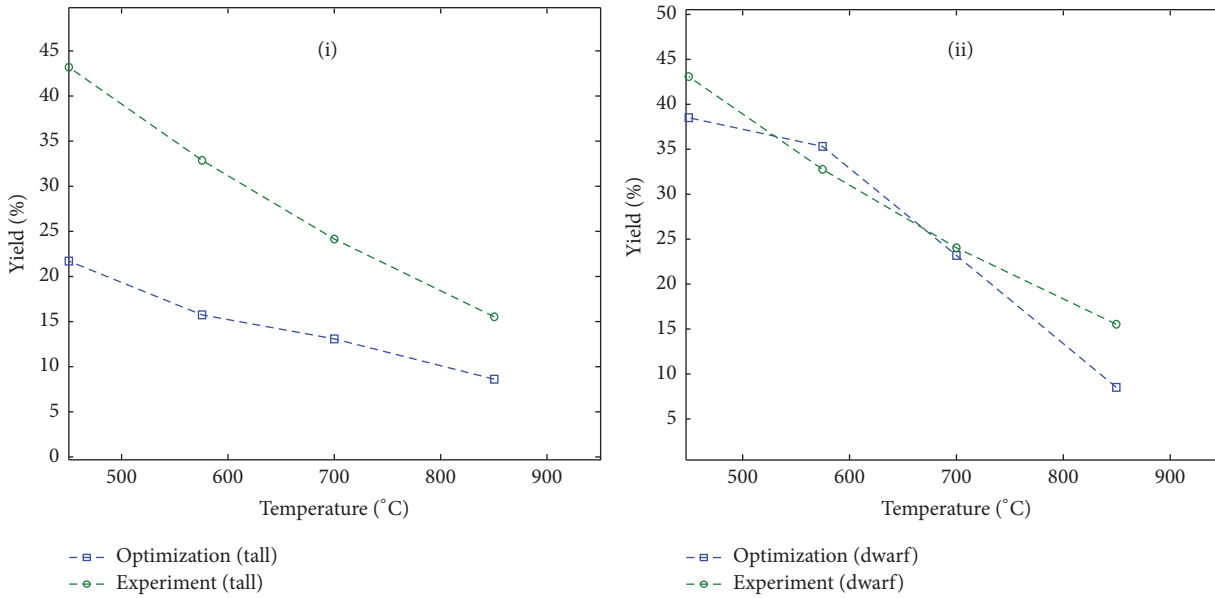 (i)
45
40
35
30
25
20
15
10
5
0
Yield (%)
500 600 700 800 900
Temperature (°C)
Optimization (tall)
Experiment (tall)
(ii)
50
45
40
35
30
25
20
15
10
5
Yield (%)
500 600 700 800 900
Temperature (°C)
Optimization (dwarf)
Experiment (dwarf)